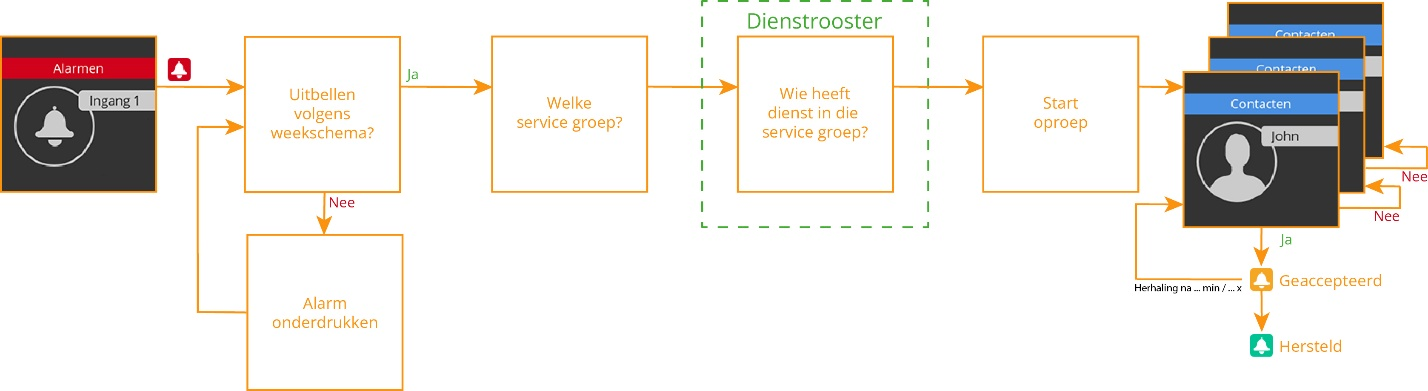 Alarmen
Ingang 1
Uitbellen
volgens
weekschema?
Ja
Nee
Alarm
onderdrukken
Welke
service groep?
Dienstrooster
Wie heeft
dienst in die
service groep?
Start
oproep
Contacten
Contacten
Contacten
John
Nee
Nee
Ja
Herhaling na ... min / ... x
Geaccepteerd
Hersteld